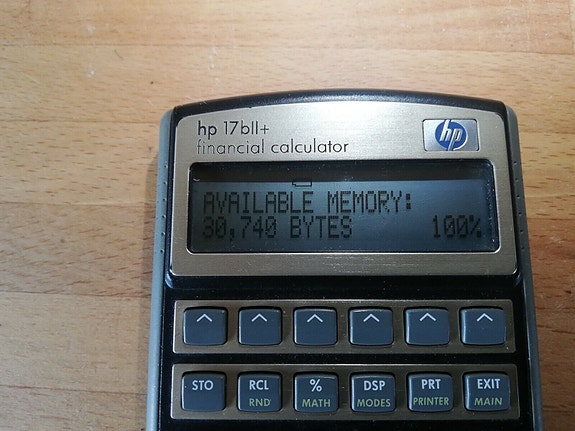 hp 17bII+
financial calculator
hp
AVAILABLE MEMORY:
30,740 BYTES 100%
STO RCL % DSP PRT EXIT
RND MATH MODES PRINTER MAIN